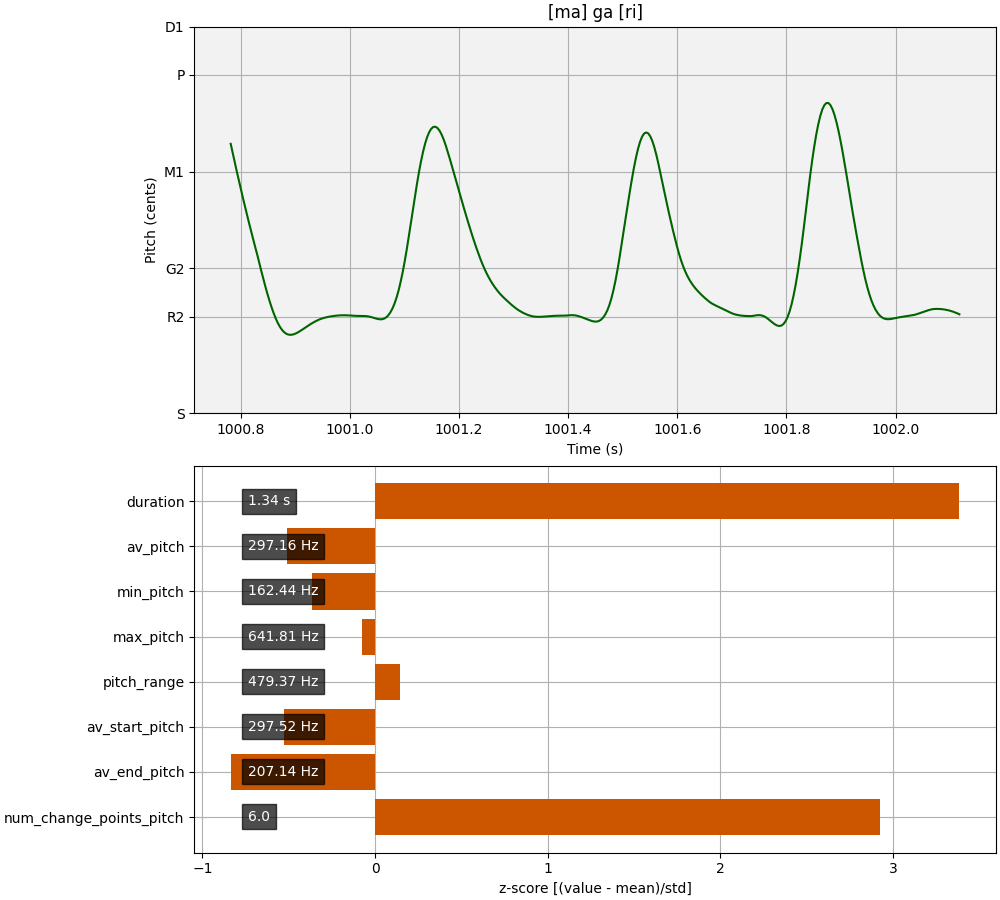 [ma] ga [ri]
D1
P
M1
G2
R2
S
Pitch (cents)
1000.8 1001.0 1001.2 1001.4 1001.6 1001.8 1002.0
Time (s)
duration 1.34 s
av_pitch 297.16 Hz
min_pitch 162.44 Hz
max_pitch 641.81 Hz
pitch_range 479.37 Hz
av_start_pitch 297.52 Hz
av_end_pitch 207.14 Hz
num_change_points_pitch 6.0
−1 0 1 2 3
z-score [(value - mean)/std]